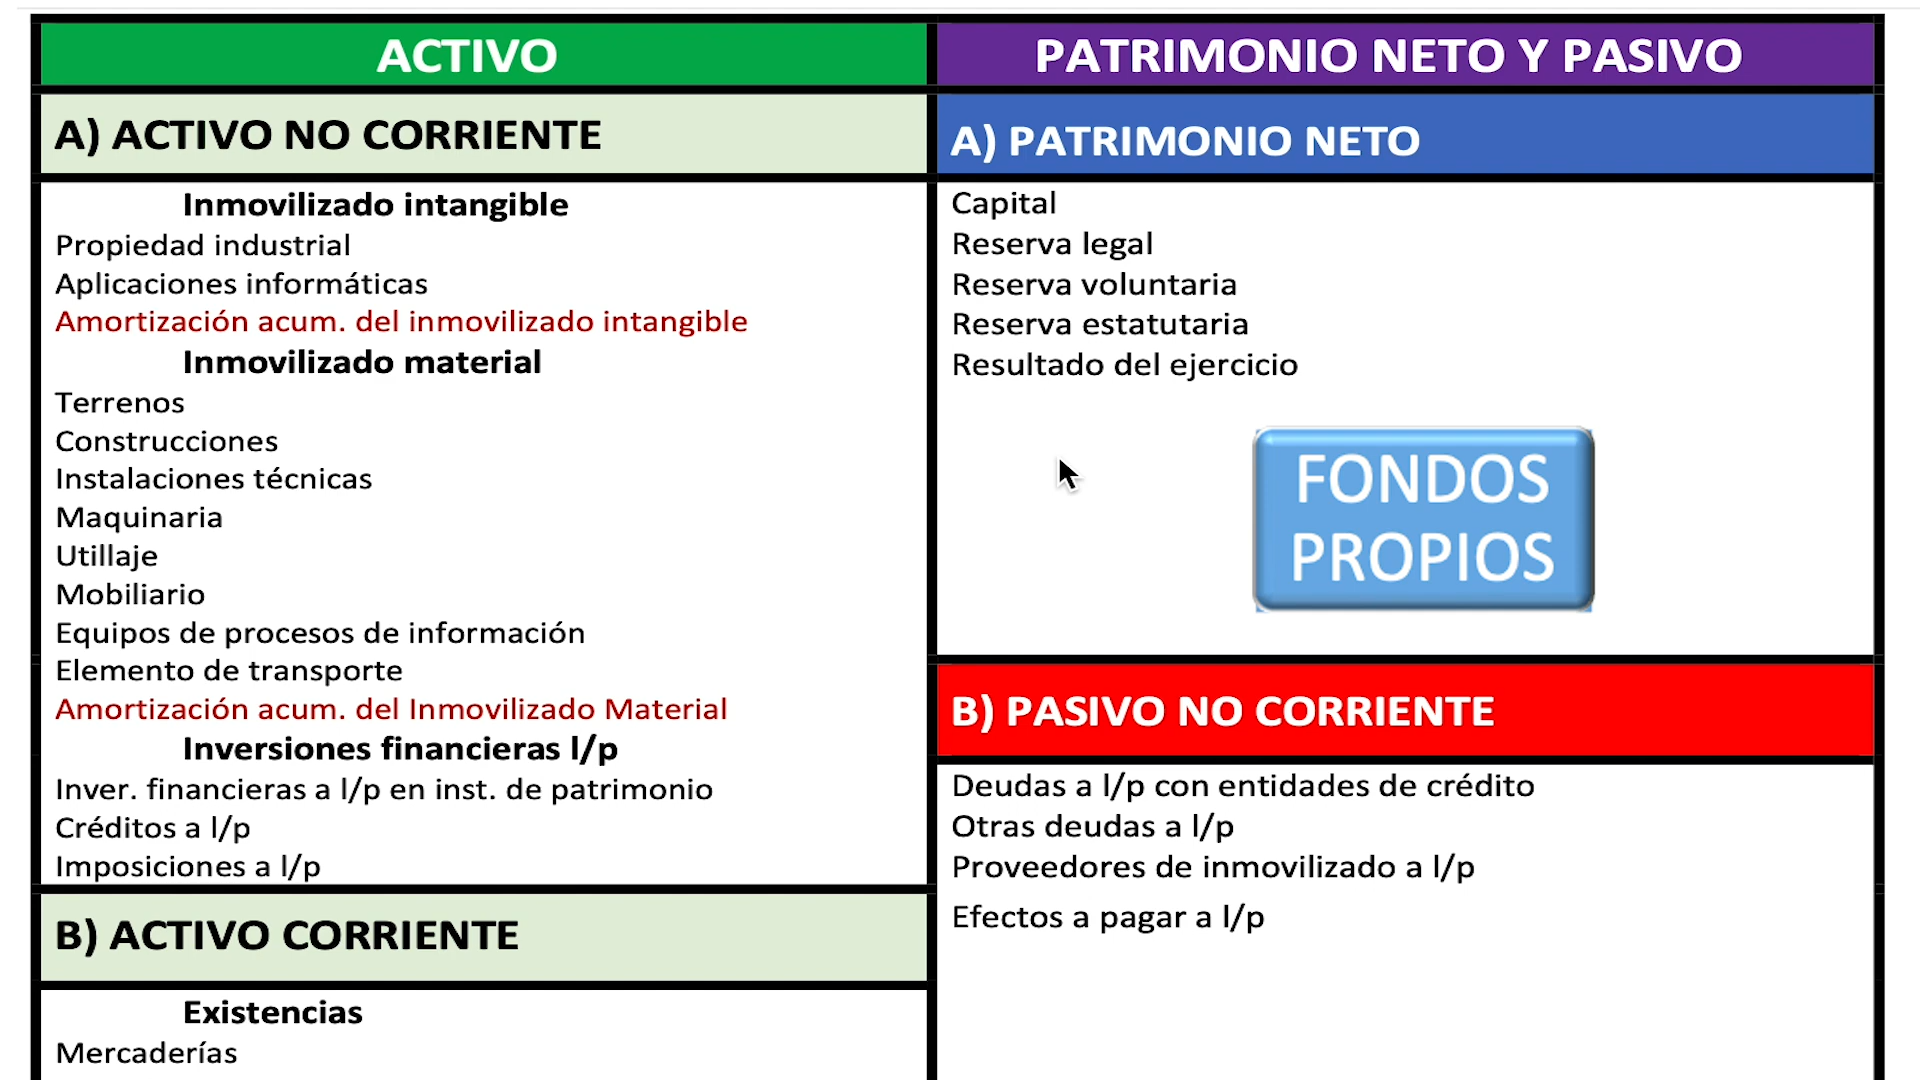 ACTIVO
A) ACTIVO NO CORRIENTE
Inmovilizado intangible
Propiedad industrial
Aplicaciones informáticas
Amortización acum. del inmovilizado intangible
Inmovilizado material
Terrenos
Construcciones
Instalaciones técnicas
Maquinaria
Utillaje
Mobiliario
Equipos de procesos de información
Elemento de transporte
Amortización acum. del Inmovilizado Material
Inversiones financieras l/p
Inver. financieras a l/p en inst. de patrimonio
Créditos a l/p
Imposiciones a l/p
B) ACTIVO CORRIENTE
Existencias
Mercaderías
PATRIMONIO NETO Y PASIVO
A) PATRIMONIO NETO
Capital
Reserva legal
Reserva voluntaria
Reserva estatutaria
Resultado del ejercicio
FONDOS
PROPIOS
B) PASIVO NO CORRIENTE
Deudas a l/p con entidades de crédito
Otras deudas a l/p
Proveedores de inmovilizado a l/p
Efectos a pagar a l/p